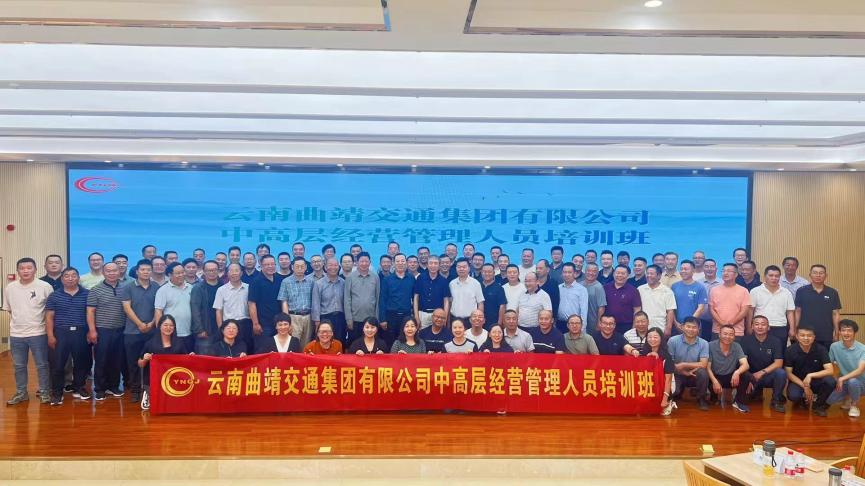 云南曲靖交通集团有限公司
中高层经营管理人员培训班
YNQJ 云南曲靖交通集团有限公司中高层经营管理人员培训班